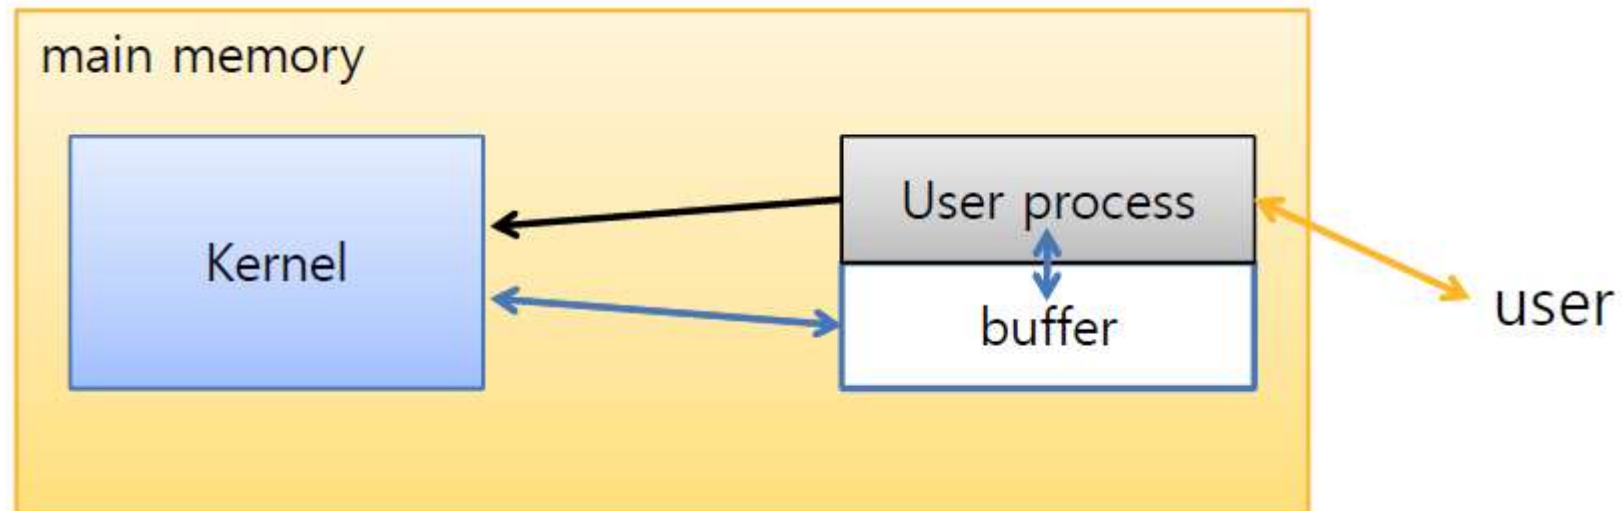 main memory
Kernel
User process
buffer
user